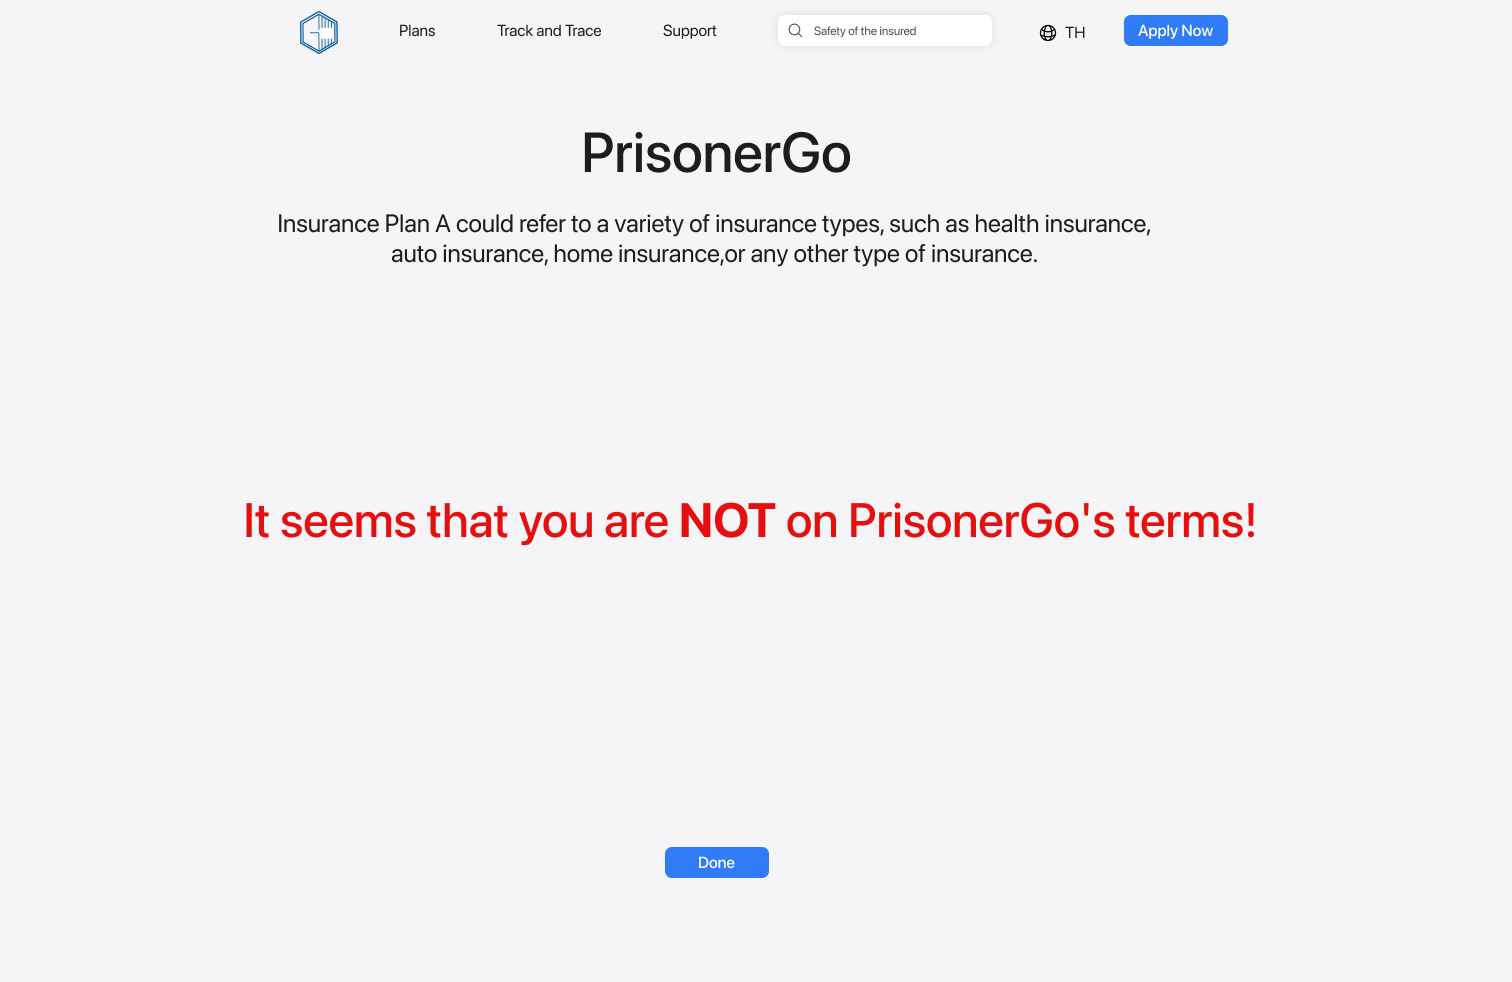 Plans
Track and Trace
Support
Safety of the insured
TH
Apply Now
PrisonerGo
Insurance Plan A could refer to a variety of insurance types, such as health insurance,
auto insurance, home insurance,or any other type of insurance.
It seems that you are NOT on PrisonerGo's terms!
Done